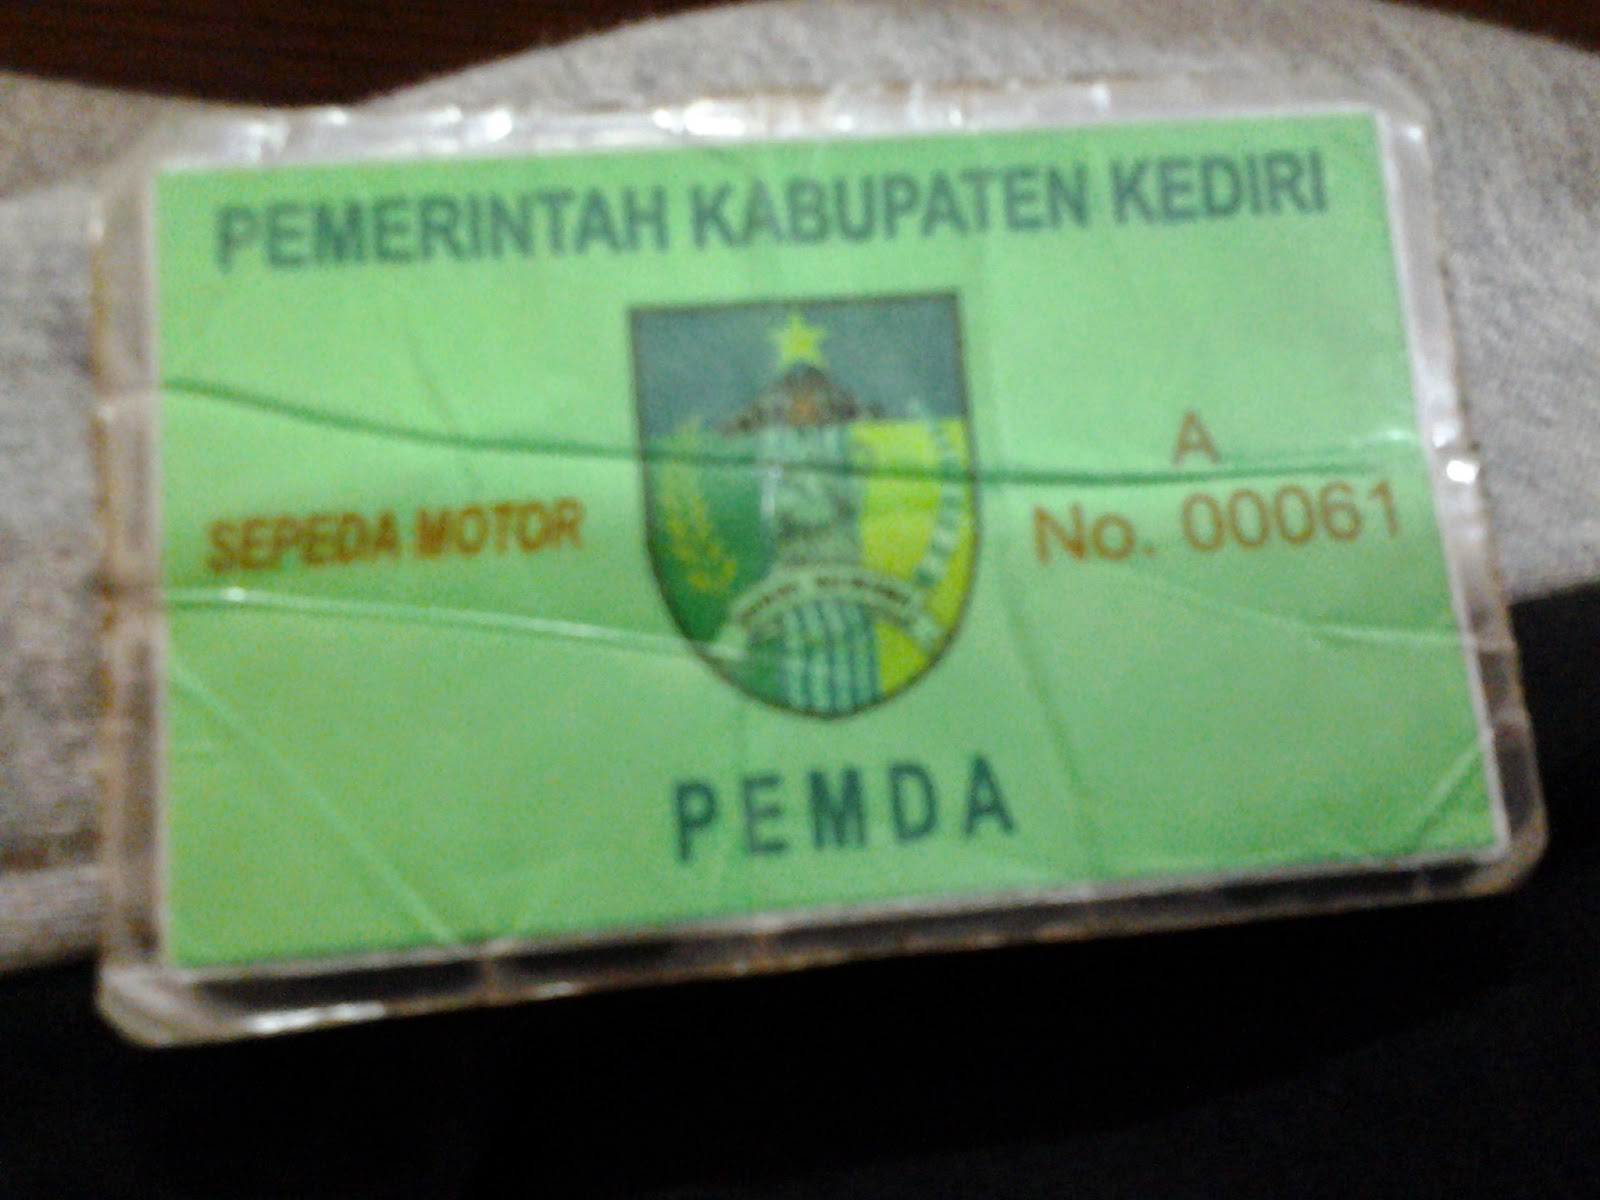 PEMERINTAH KABUPATEN KEDIRI
A
SEPEDA MOTOR
No. 00061
PEMDA